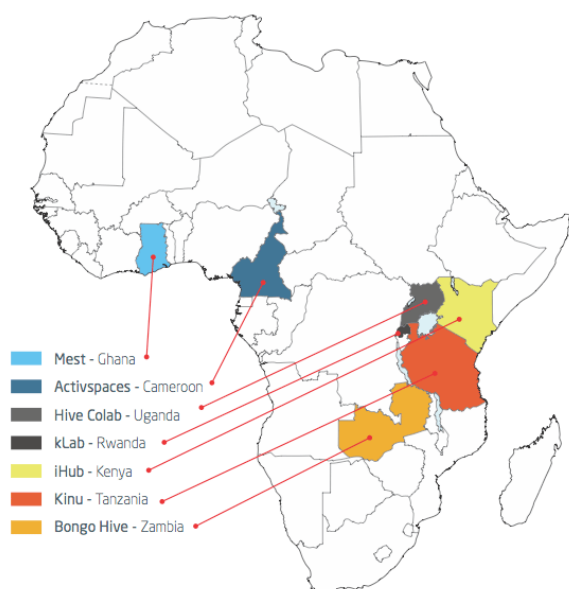 Mest - Ghana
Activspaces - Cameroon
Hive Colab - Uganda
kLab - Rwanda
iHub - Kenya
Kinu - Tanzania
Bongo Hive - Zambia